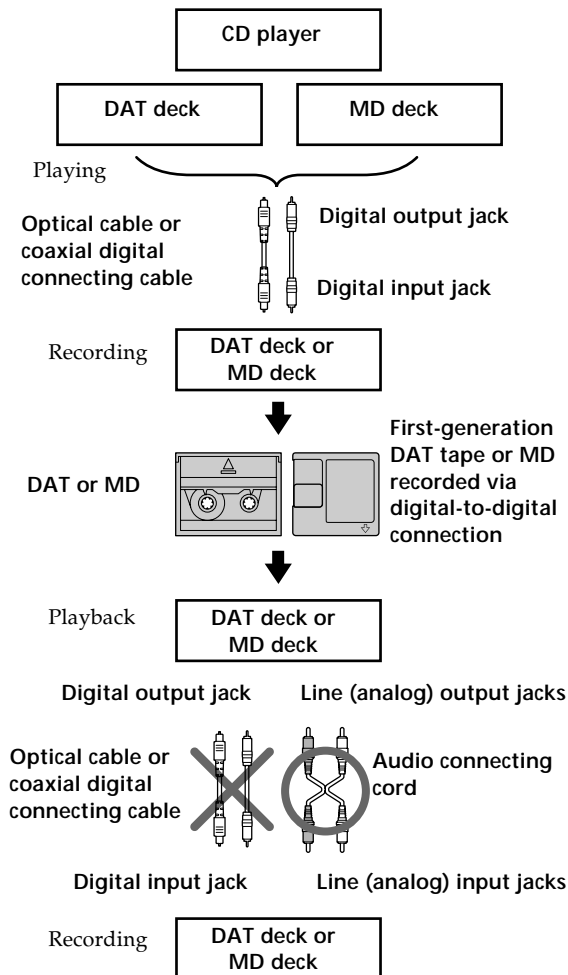 CD player
DAT deck
MD deck
Playing
Optical cable or
coaxial digital
connecting cable
Digital output jack
Digital input jack
Recording
DAT deck or
MD deck
DAT or MD
First-generation
DAT tape or MD
recorded via
digital-to-digital
connection
Playback
DAT deck or
MD deck
Digital output jack
Line (analog) output jacks
Optical cable or
coaxial digital
connecting cable
Audio connecting
cord
Digital input jack
Line (analog) input jacks
Recording
DAT deck or
MD deck